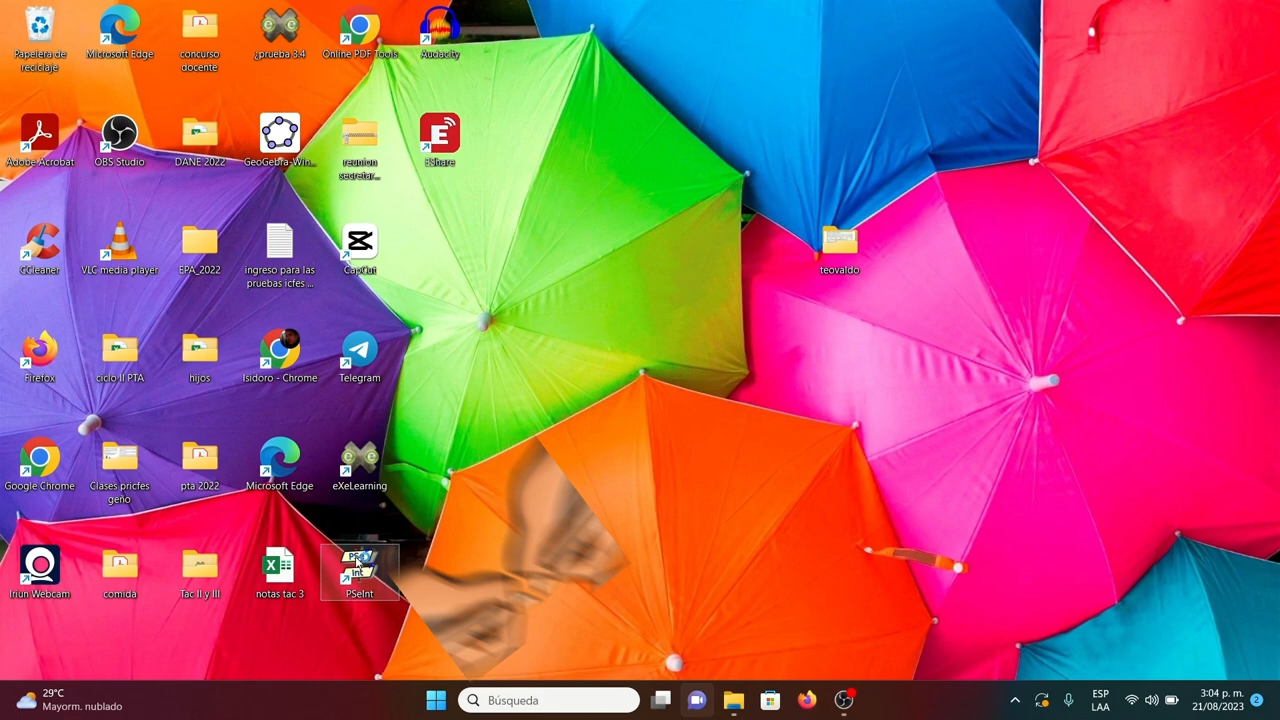 Papelera de
reciclaje
Microsoft Edge
concurso
docente
¿prueba 3.4
Online PDF Tools
Audacity
Adobe Acrobat
OBS Studio
DANE 2022
GeoGebra-Win...
reunion
secretar...
EShare
CCleaner
VLC media player
EPA_2022
ingreso para las
pruebas icfes ...
CapCut
teovaldo
Firefox
ciclo II PTA
hijos
Isidoro - Chrome
Telegram
Google Chrome
Clases pricfes
geño
pta 2022
Microsoft Edge
eXeLearning
Iriun Webcam
comida
Tac II y III
notas tac 3
PSeInt
29°C
Mayorm. nublado
Búsqueda
ESP
LAA
3:04 p. m.
21/08/2023
2